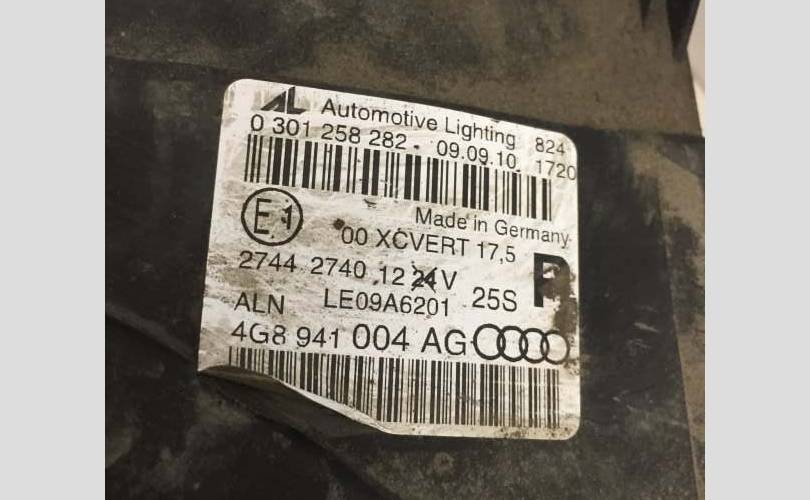 AL Automotive Lighting 824
0 301 258 282 09.09.10 1720
Made in Germany
E1 00 XCVERT 17,5
2744 2740 12 24 V 25S
ALN LE09A6201
4G8 941 004 AG